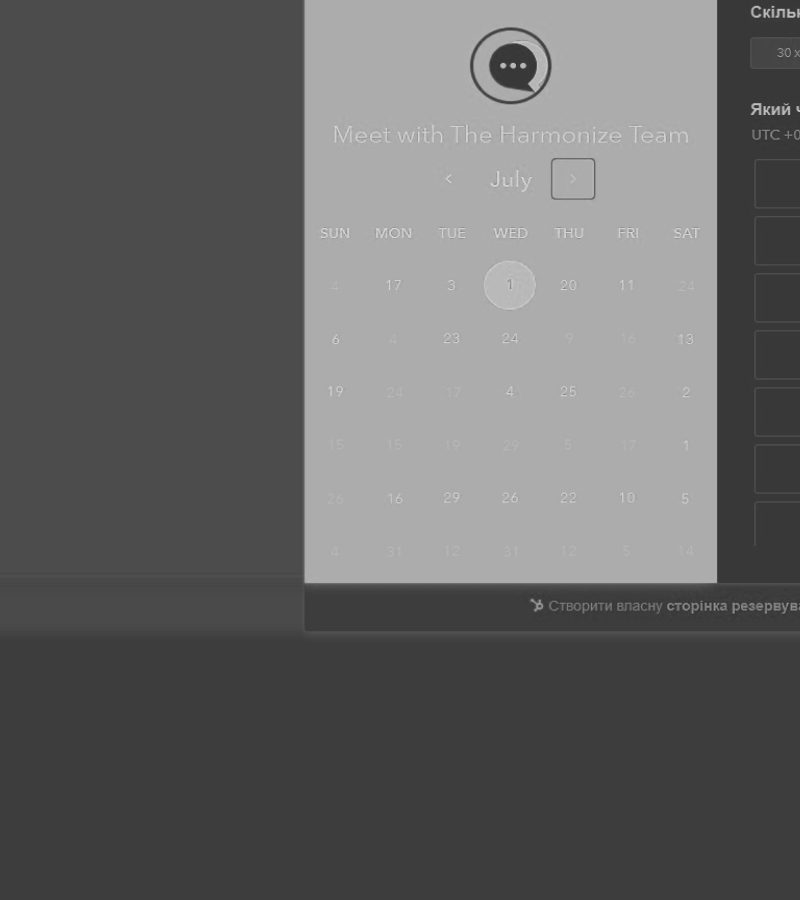 Meet with The Harmonize Team
July
SUN MON TUE WED THU FRI SAT
4 17 3 1 20 11 24
6 4 23 24 9 16 13
19 24 17 4 25 26 2
15 15 19 29 5 17 1
26 16 29 26 22 10 5
4 31 12 31 12 5 14
30 х
UTC +0
Створити власну сторінка